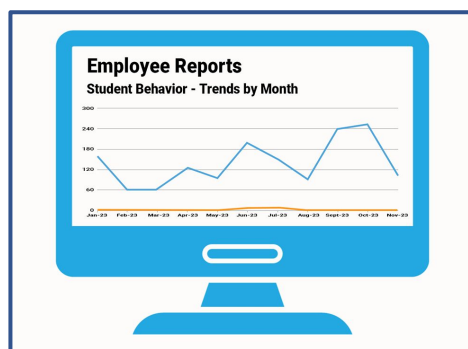 Employee Reports
Student Behavior - Trends by Month
300
240
180
120
60
0
Jan-23 Feb-23 Mar-23 Apr-23 May-23 Jun-23 Jul-23 Aug-23 Sept-23 Oct-23 Nov-23